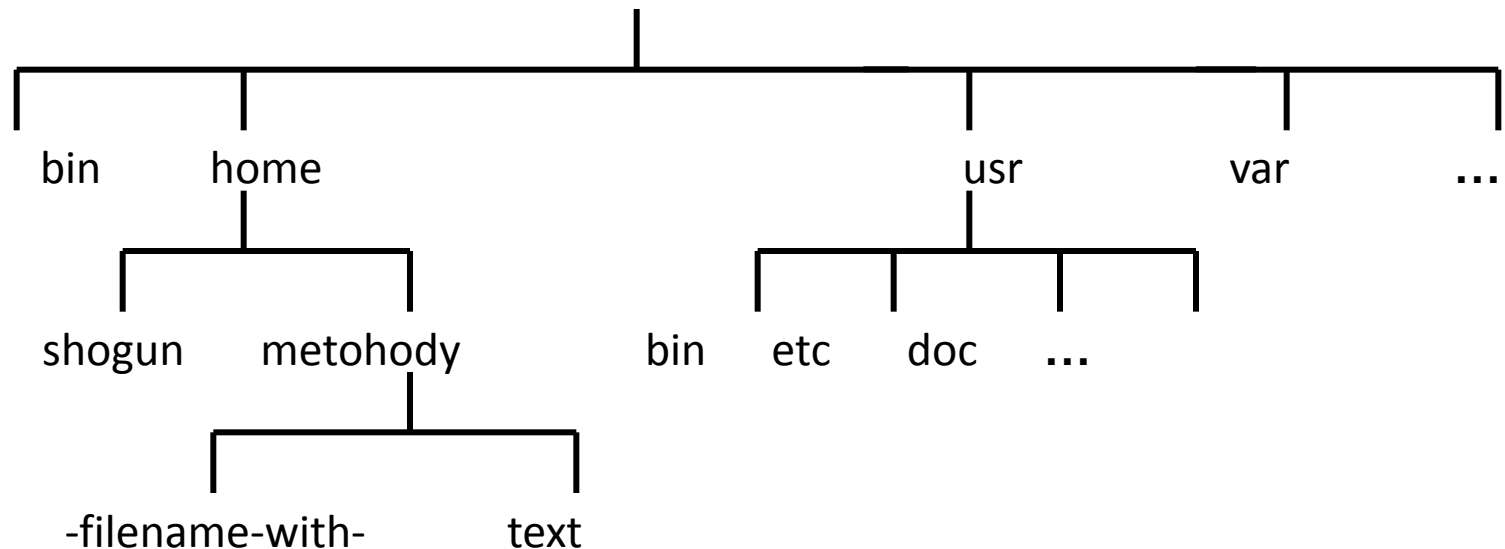 bin home usr var ...
shogun metohody bin etc doc ...
-filename-with- text